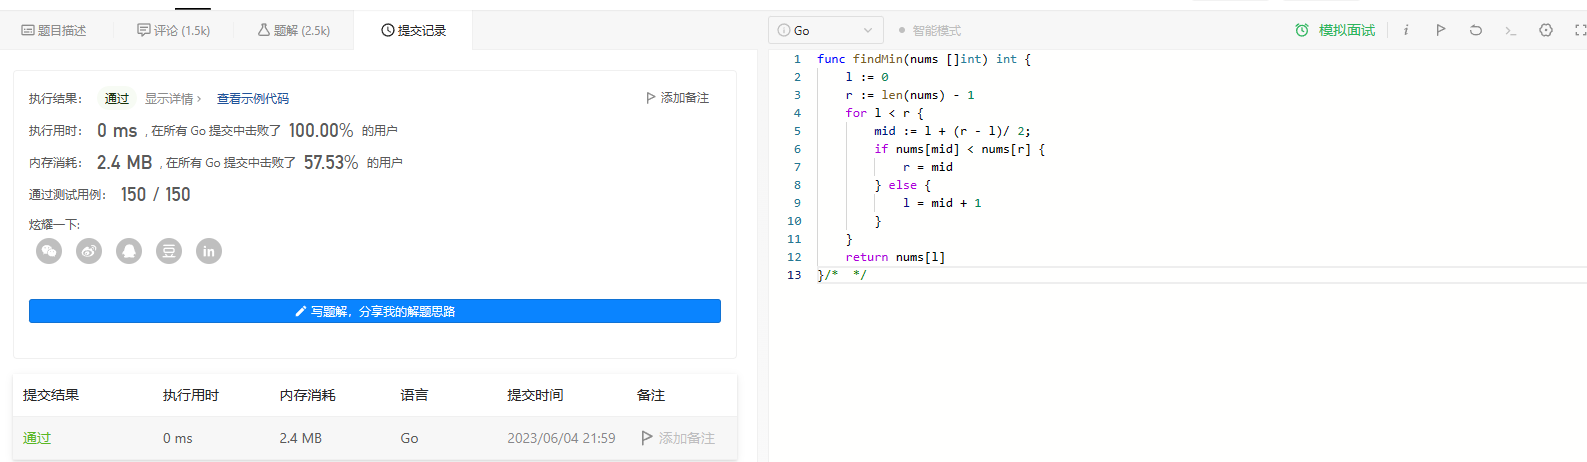 题目描述
评论 (1.5k)
题解 (2.5k)
提交记录
执行结果： 通过 显示详情 › 查看示例代码
添加备注
执行用时： 0 ms , 在所有 Go 提交中击败了 100.00% 的用户
内存消耗： 2.4 MB , 在所有 Go 提交中击败了 57.53% 的用户
通过测试用例： 150 / 150
炫耀一下:
写题解，分享我的解题思路
提交结果 执行用时 内存消耗 语言 提交时间 备注
通过 0 ms 2.4 MB Go 2023/06/04 21:59 添加备注
Go
智能模式
模拟面试
1 func findMin(nums []int) int {
2     l := 0
3     r := len(nums) - 1
4     for l < r {
5         mid := l + (r - l)/ 2;
6         if nums[mid] < nums[r] {
7             r = mid
8         } else {
9             l = mid + 1
10         }
11     }
12     return nums[l]
13 }/*  */